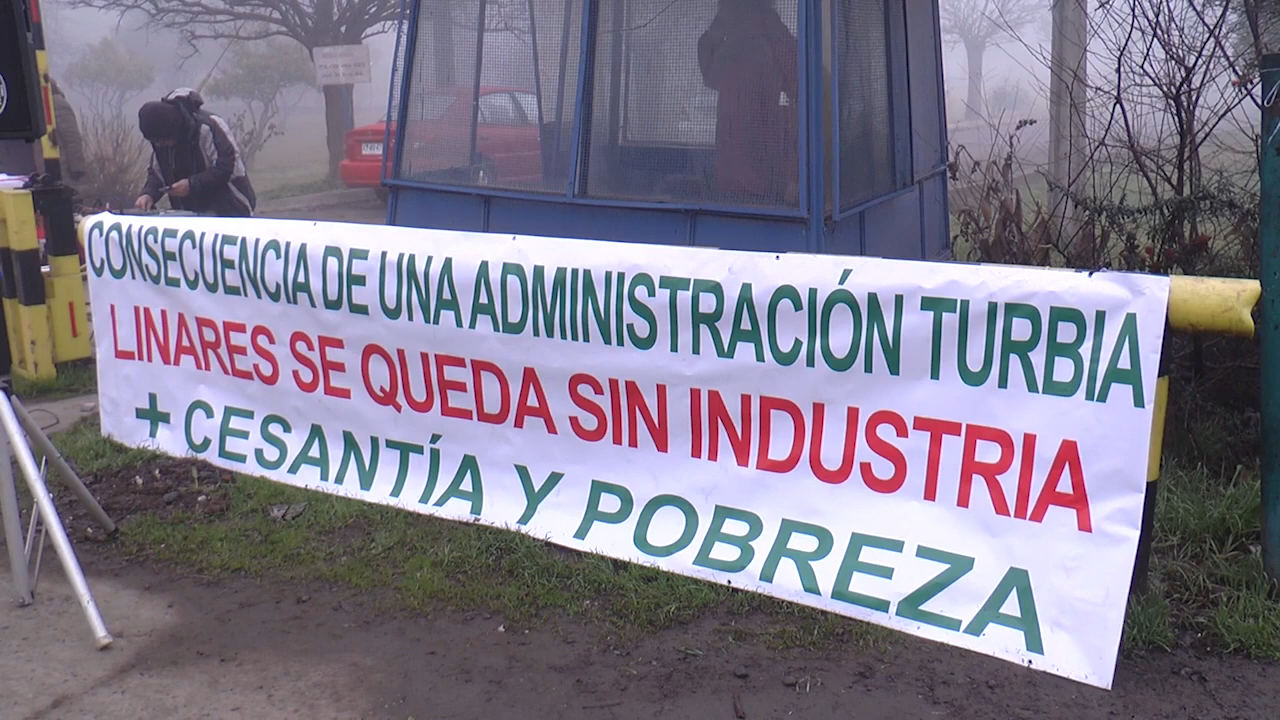 CONSECUENCIA DE UNA ADMINISTRACIÓN TURBIA
LINARES SE QUEDA SIN INDUSTRIA
+ CESANTÍA Y POBREZA